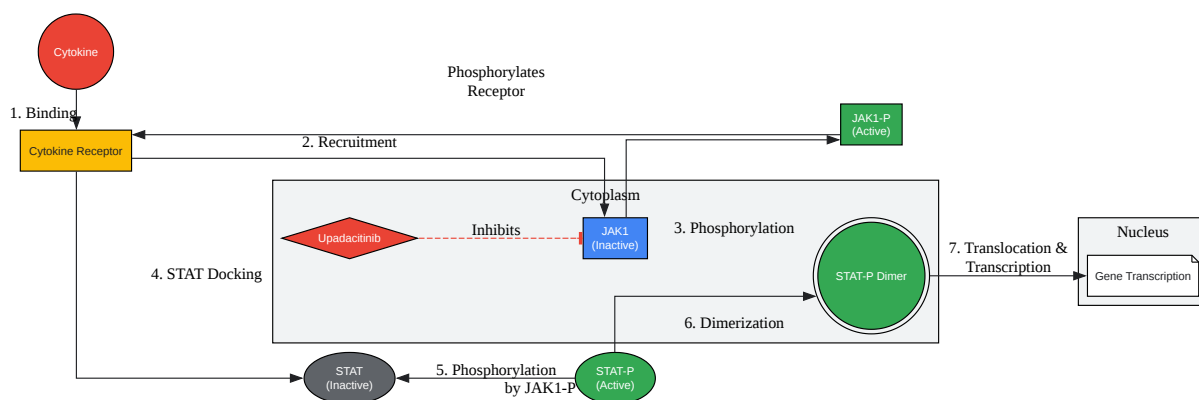 Cytokine
Phosphorylates
Receptor
1. Binding
JAK1-P
(Active)
2. Recruitment
Cytokine Receptor
Cytoplasm
Upadacitinib
Inhibits
JAK1
(Inactive)
3. Phosphorylation
4. STAT Docking
STAT-P Dimer
7. Translocation &
Transcription
Nucleus
Gene Transcription
6. Dimerization
STAT
(Inactive)
5. Phosphorylation
by JAK1-P
STAT-P
(Active)